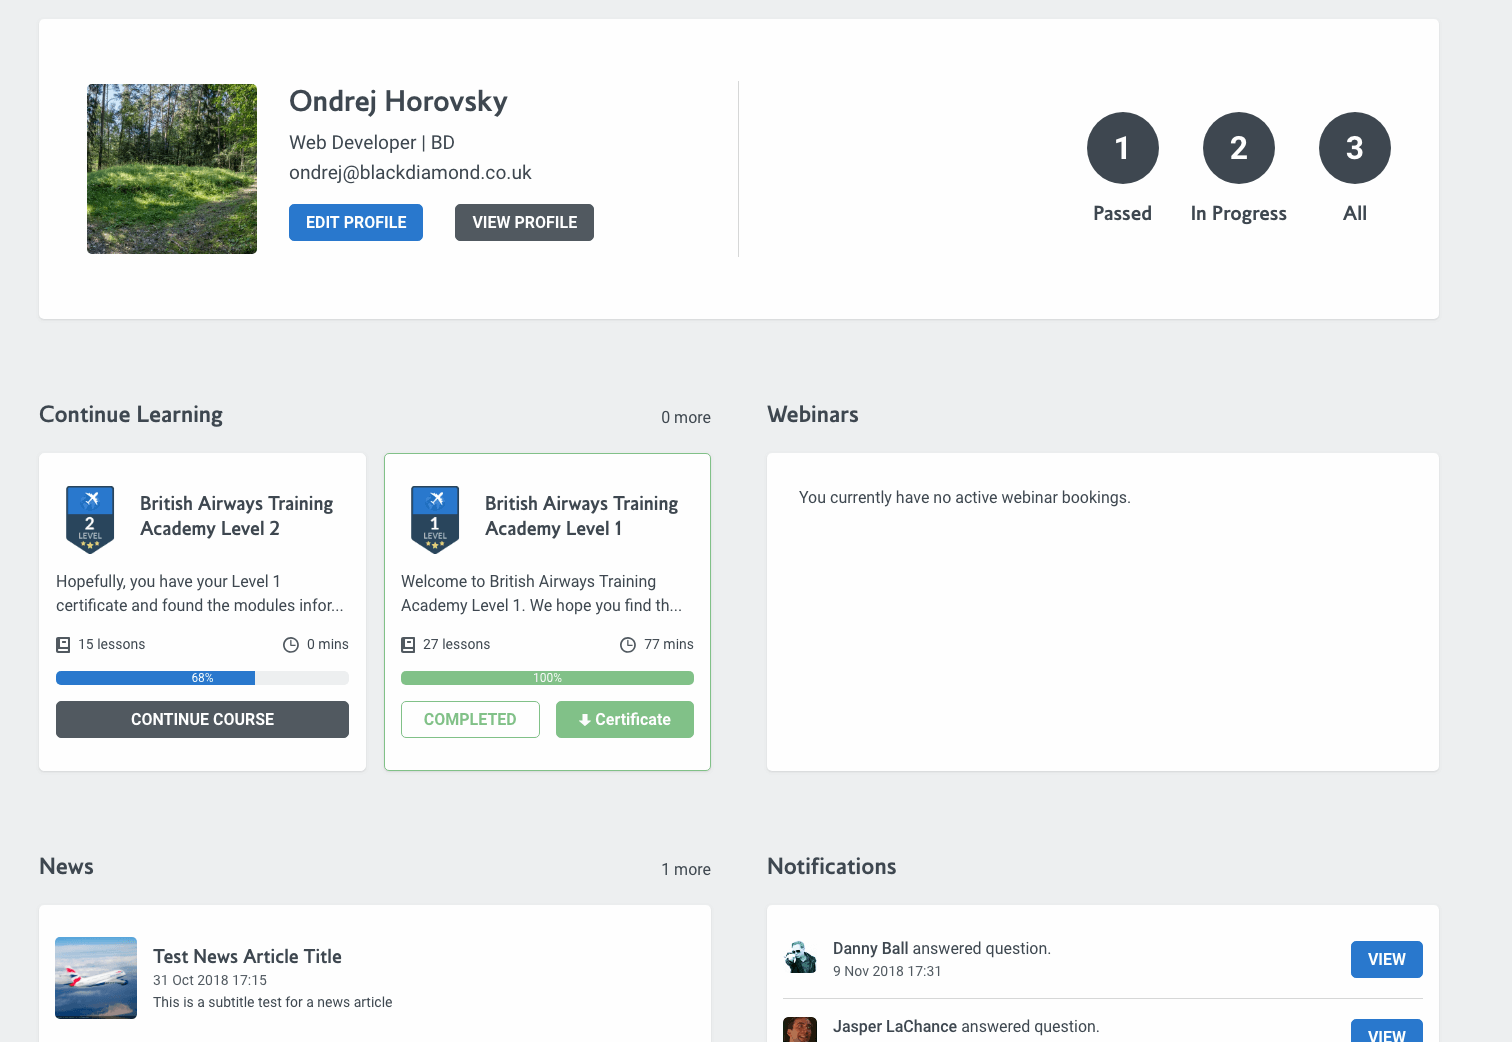 Ondrej Horovsky
Web Developer | BD
ondrej@blackdiamond.co.uk
EDIT PROFILE
VIEW PROFILE
1
Passed
2
In Progress
3
All
Continue Learning
0 more
2
LEVEL
British Airways Training
Academy Level 2
Hopefully, you have your Level 1
certificate and found the modules infor...
15 lessons
0 mins
68%
CONTINUE COURSE
1
LEVEL
British Airways Training
Academy Level 1
Welcome to British Airways Training
Academy Level 1. We hope you find th...
27 lessons
77 mins
100%
COMPLETED
Certificate
Webinars
You currently have no active webinar bookings.
News
1 more
Test News Article Title
31 Oct 2018 17:15
This is a subtitle test for a news article
Notifications
Danny Ball answered question.
9 Nov 2018 17:31
VIEW
Jasper LaChance answered question.
VIEW